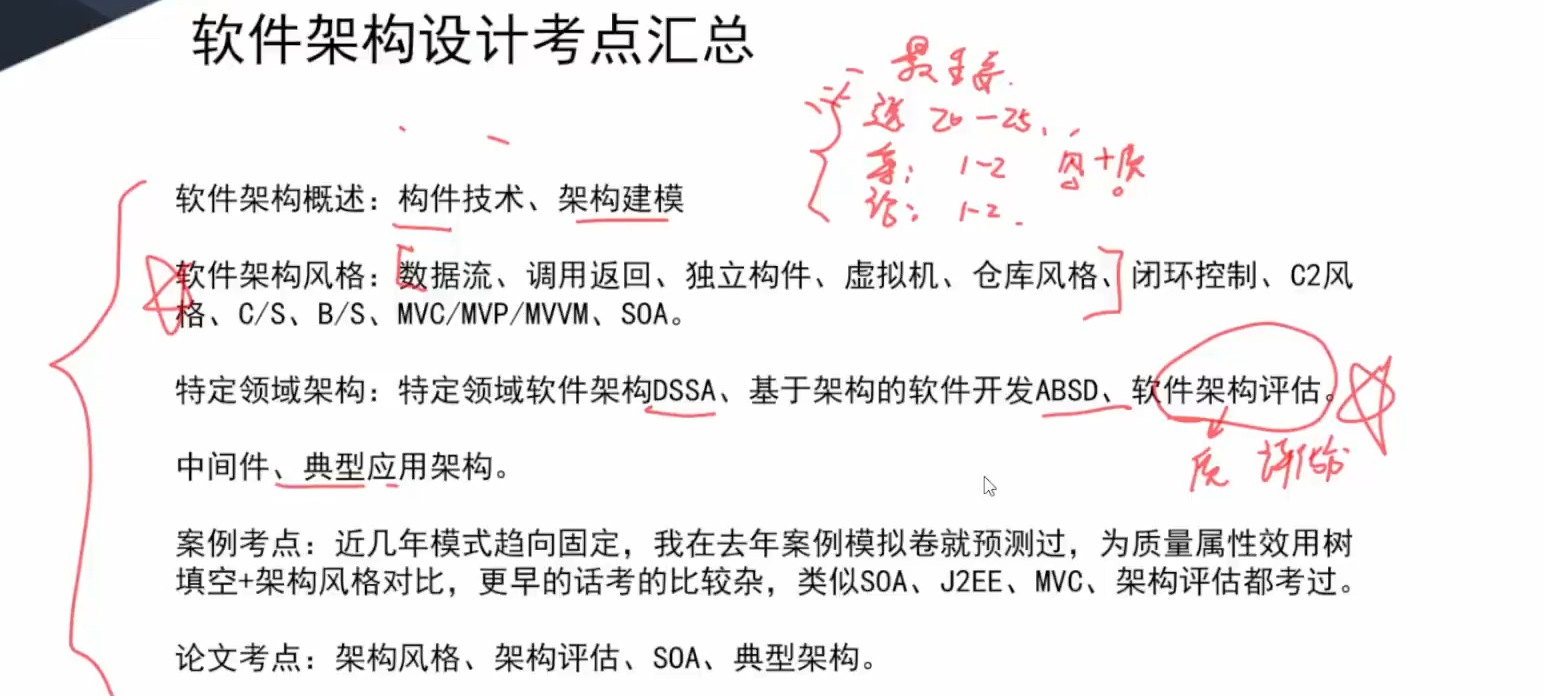 软件架构设计考点汇总
一 最重要.
选 20-25、
案: 1-2 风+质
论: 1-2.
软件架构概述：构件技术、架构建模
软件架构风格：数据流、调用返回、独立构件、虚拟机、仓库风格、闭环控制、C2风
格、C/S、B/S、MVC/MVP/MVVM、SOA。
特定领域架构：特定领域软件架构DSSA、基于架构的软件开发ABSD、软件架构评估。
质 评估
中间件、典型应用架构。
案例考点：近几年模式趋向固定，我在去年案例模拟卷就预测过，为质量属性效用树
填空+架构风格对比，更早的话考的比较杂，类似SOA、J2EE、MVC、架构评估都考过。
论文考点：架构风格、架构评估、SOA、典型架构。